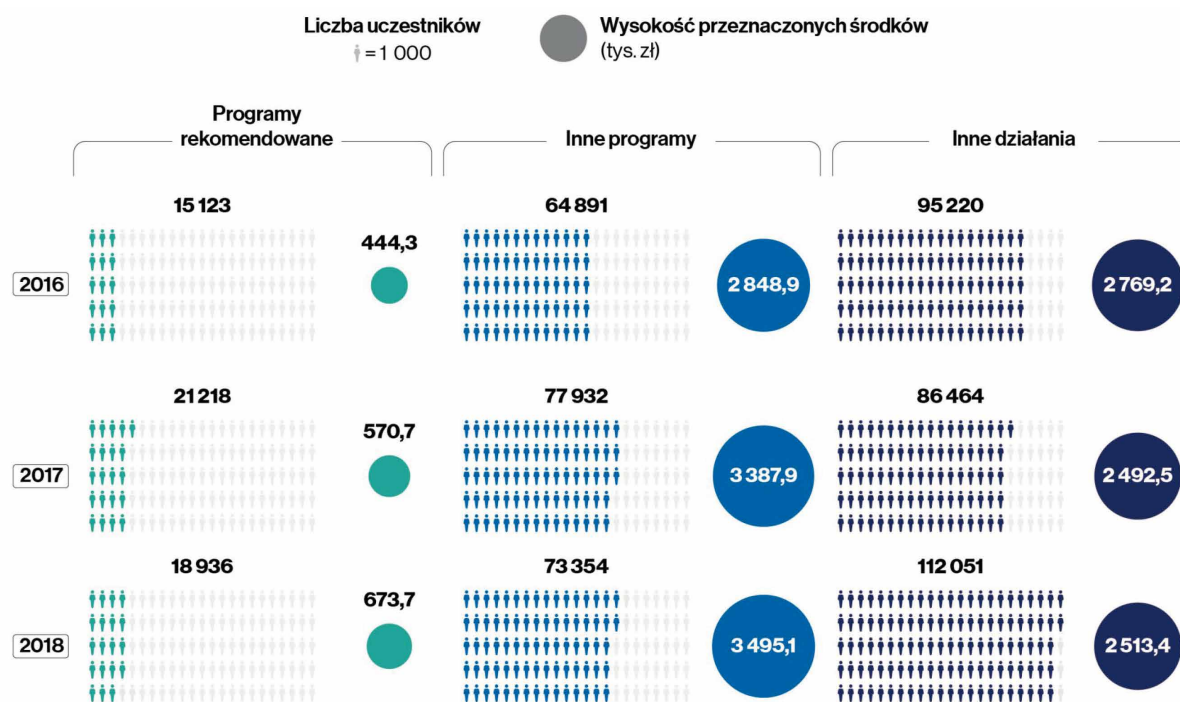 Liczba uczestników
= 1 000
Wysokość przeznaczonych środków
(tys. zł)
Programy
rekomendowane
Inne programy
Inne działania
2016
15 123
444,3
64 891
2 848,9
95 220
2 769,2
2017
21 218
570,7
77 932
3 387,9
86 464
2 492,5
2018
18 936
673,7
73 354
3 495,1
112 051
2 513,4